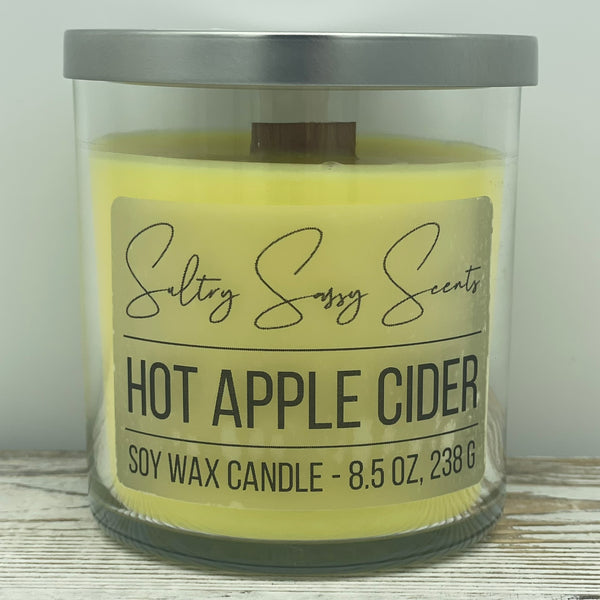 Sultry Sassy Scents
HOT APPLE CIDER
SOY WAX CANDLE - 8.5 OZ, 238 G